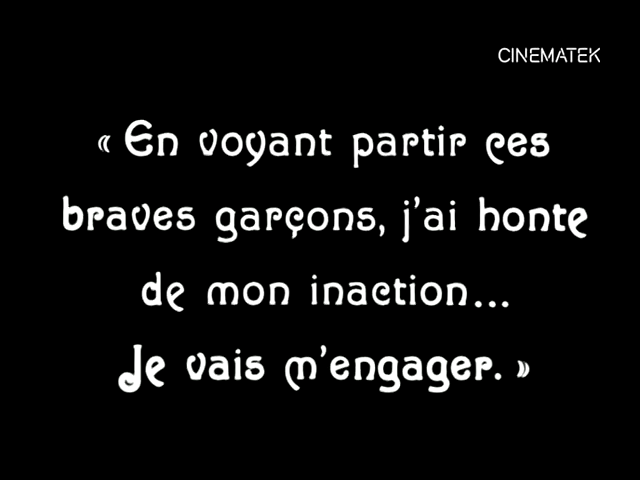 CINEMATEK
« En voyant partir ces
braves garçons, j'ai honte
de mon inaction...
Je vais m'engager. »